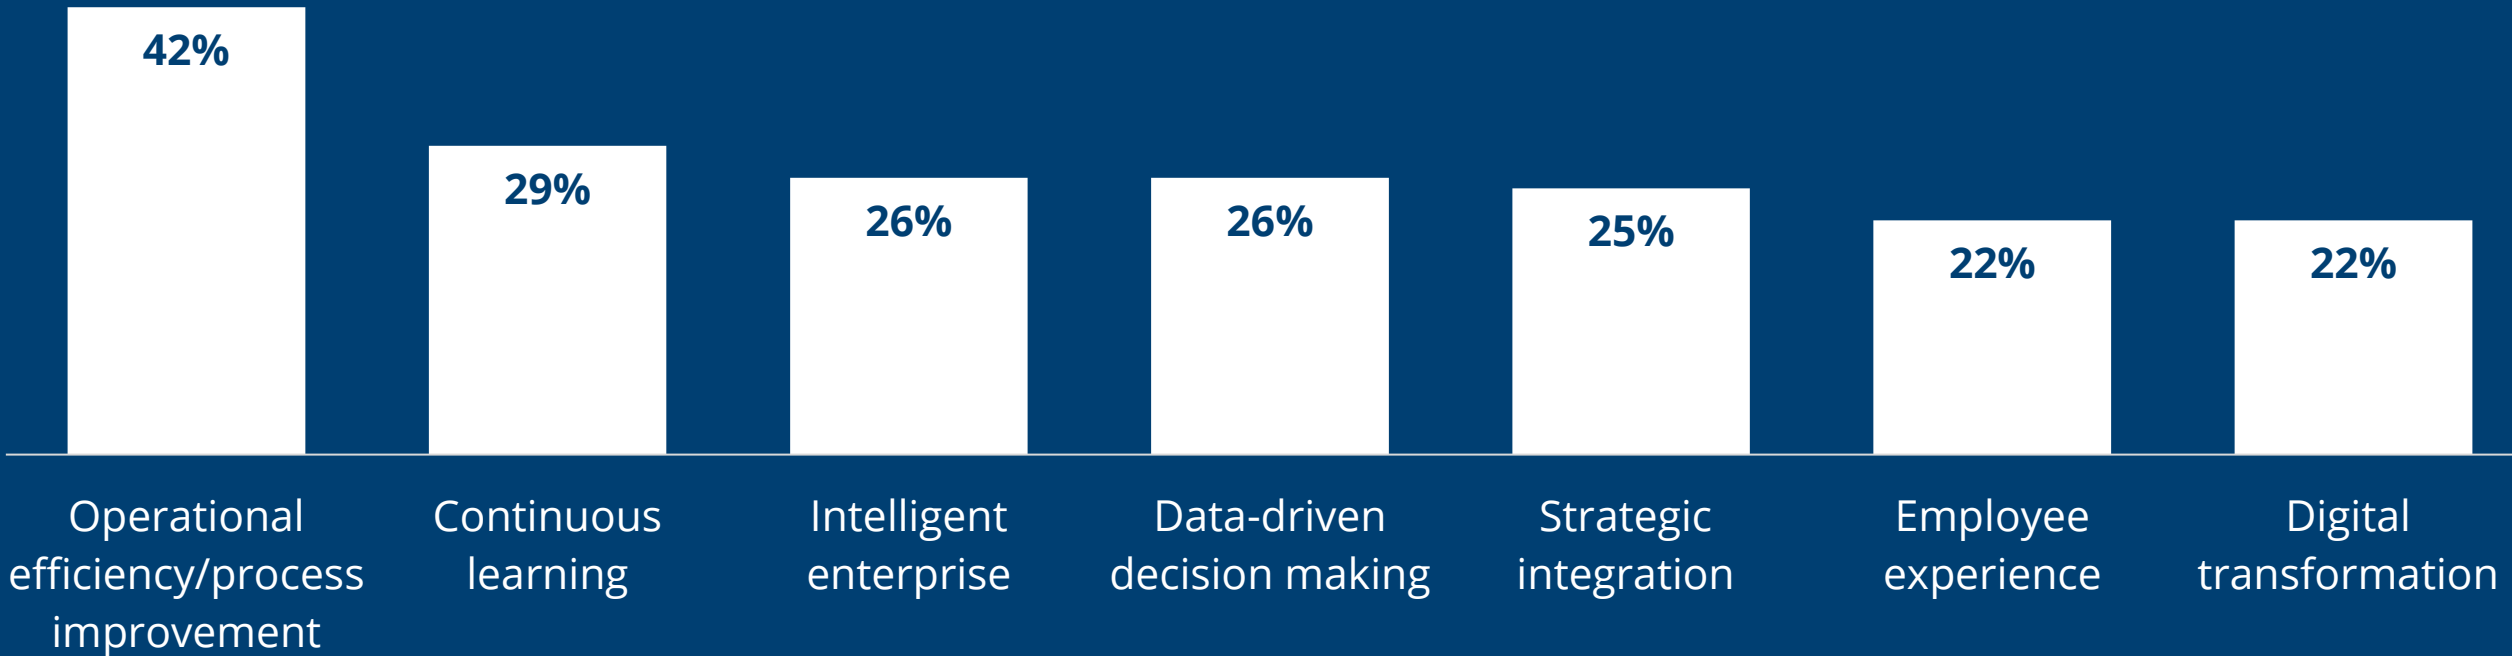 42%
29%
26%
26%
25%
22%
22%
Operational
efficiency/process
improvement
Continuous
learning
Intelligent
enterprise
Data-driven
decision making
Strategic
integration
Employee
experience
Digital
transformation